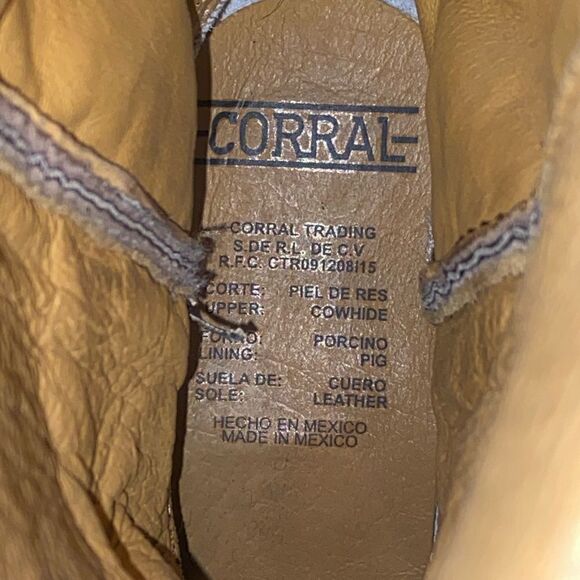 CORRAL
CORRAL TRADING
S.DE R.L. DE C.V
R.F.C. CTR091208I15
CORTE: PIEL DE RES
UPPER: COWHIDE
FORRO: PORCINO
LINING: PIG
SUELA DE: CUERO
SOLE: LEATHER
HECHO EN MEXICO
MADE IN MEXICO